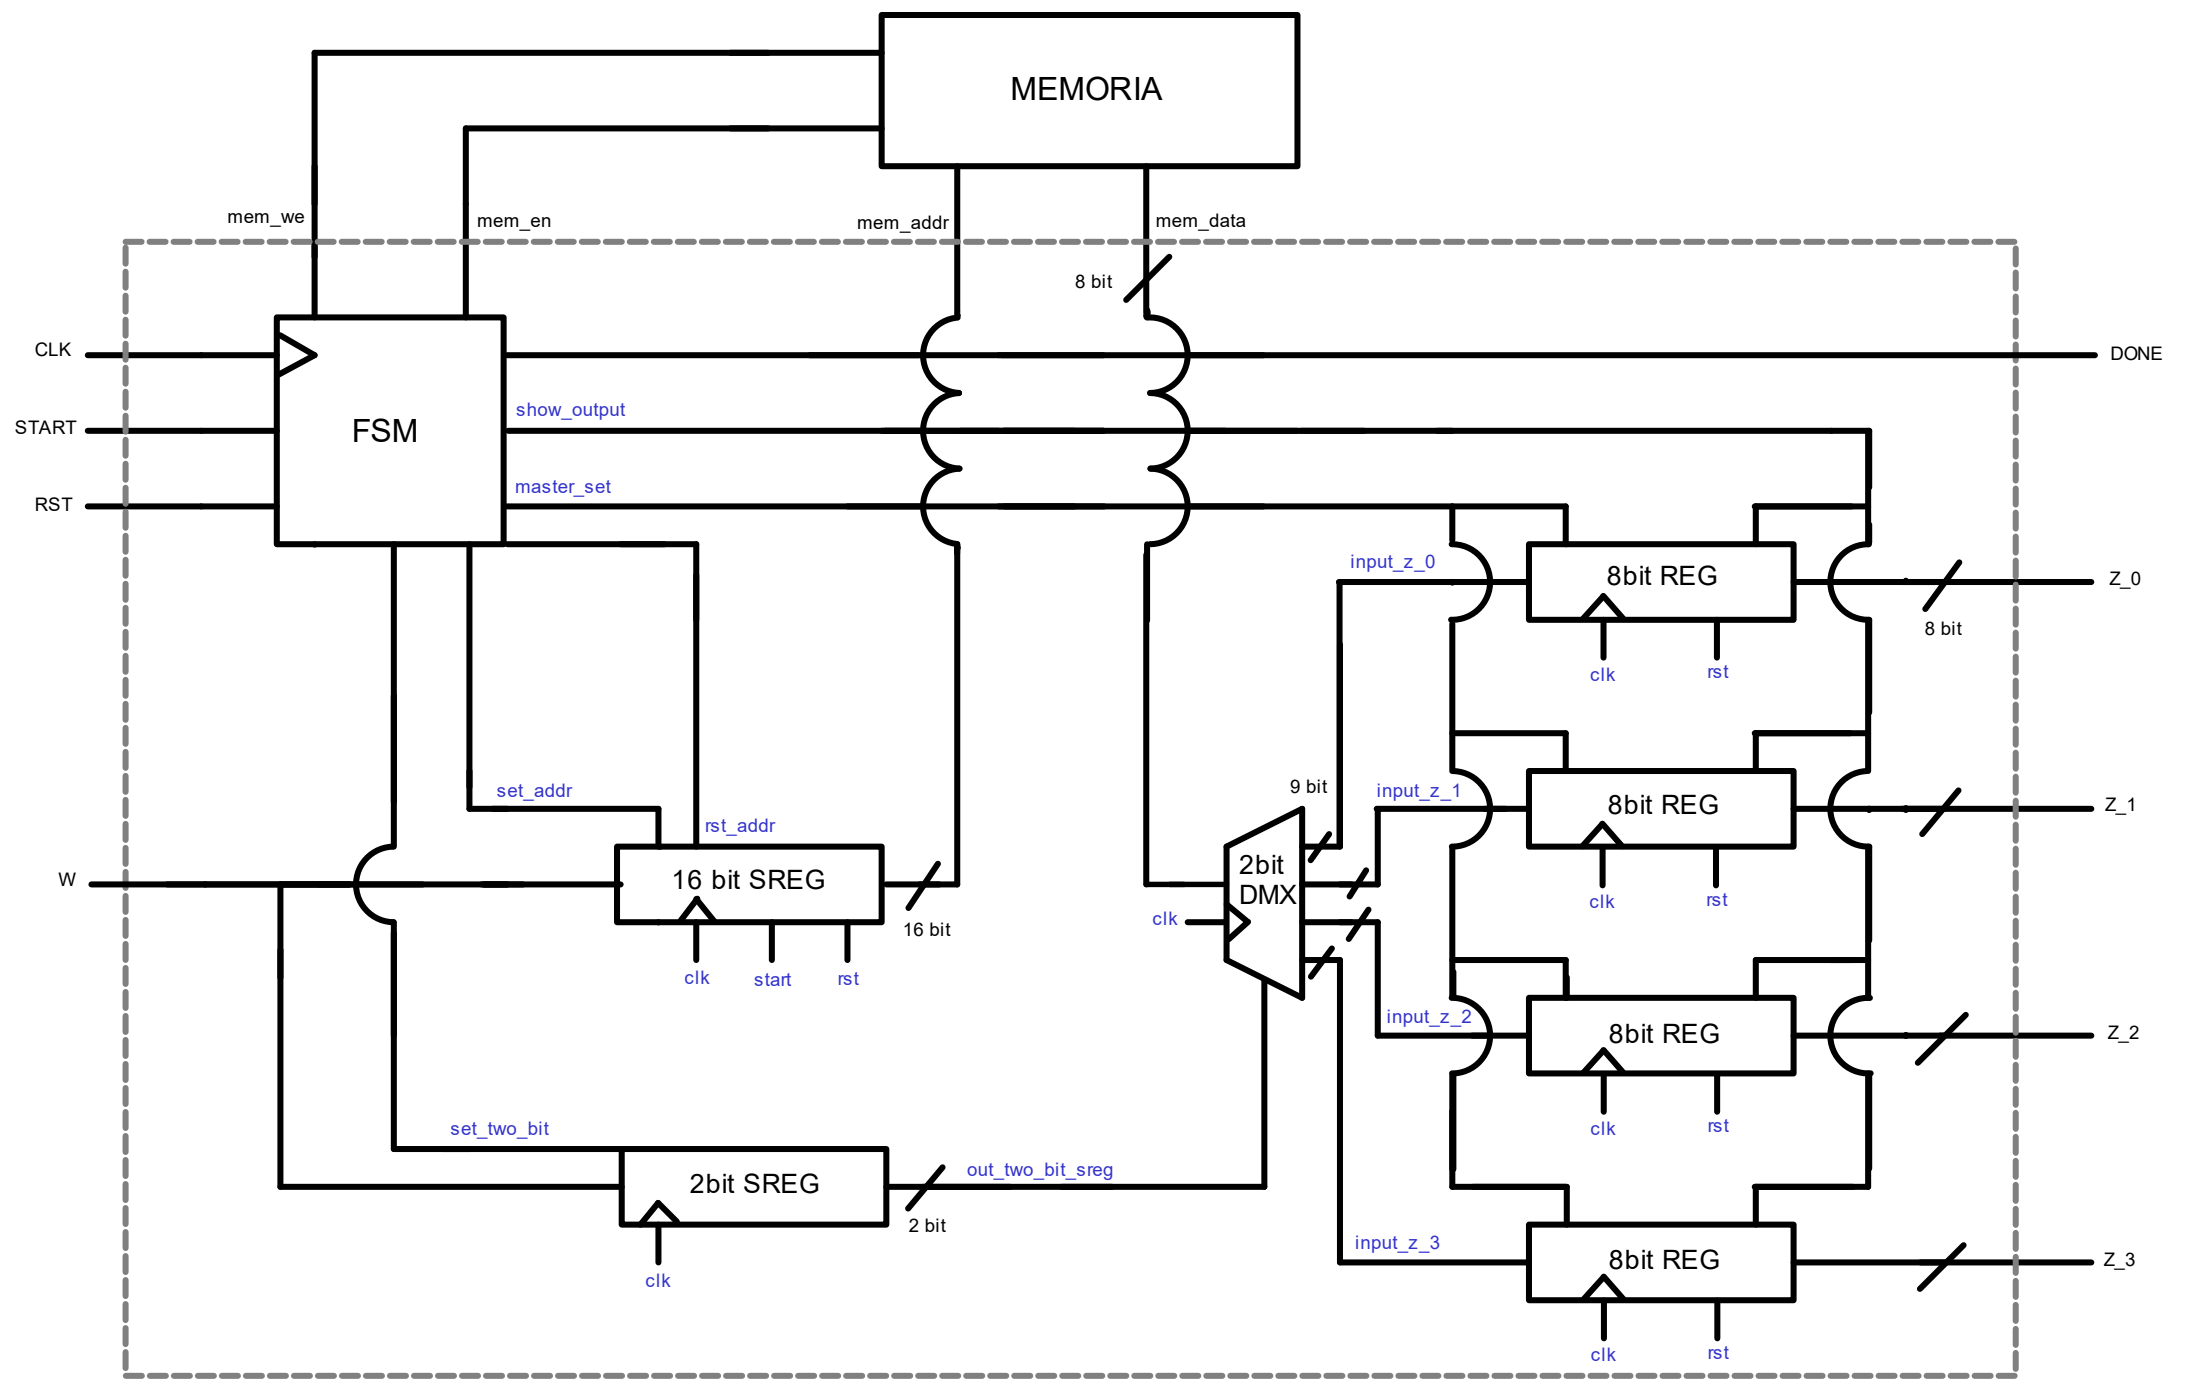 MEMORIA
mem_we
mem_en
mem_addr
mem_data
8 bit
CLK
DONE
START
FSM
show_output
RST
master_set
input_z_0
8bit REG
Z_0
8 bit
clk
rst
set_addr
rst_addr
9 bit
input_z_1
8bit REG
Z_1
W
16 bit SREG
16 bit
clk
start
rst
2bit
DMX
clk
clk
rst
input_z_2
8bit REG
Z_2
clk
rst
set_two_bit
2bit SREG
out_two_bit_sreg
2 bit
clk
input_z_3
8bit REG
Z_3
clk
rst